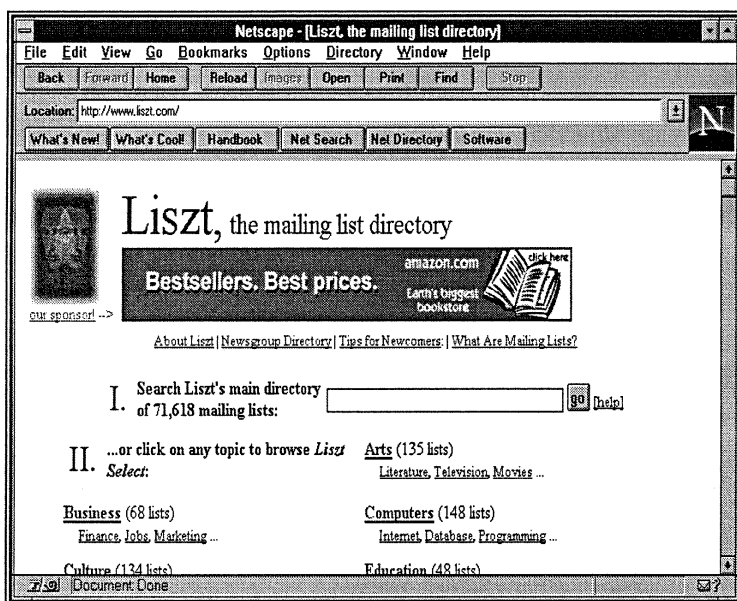 Netscape - [Liszt, the mailing list directory]
File Edit View Go Bookmarks Options Directory Window Help
Back Forward Home Reload Images Open Print Find Stop
Location: http://www.liszt.com/
N
What's New! What's Cool! Handbook Net Search Net Directory Software
Liszt, the mailing list directory
Bestsellers. Best prices. amazon.com click here
Earth's biggest
bookstore
our sponsor! -->
About Liszt | Newsgroup Directory | Tips for Newcomers: | What Are Mailing Lists?
I. Search Liszt's main directory
of 71,618 mailing lists: go [help]
II. ...or click on any topic to browse Liszt
Select:
Arts (135 lists)
Literature, Television, Movies ...
Business (68 lists)
Finance, Jobs, Marketing ...
Computers (148 lists)
Internet, Database, Programming ...
Culture (134 lists)
Education (48 lists)
Document: Done